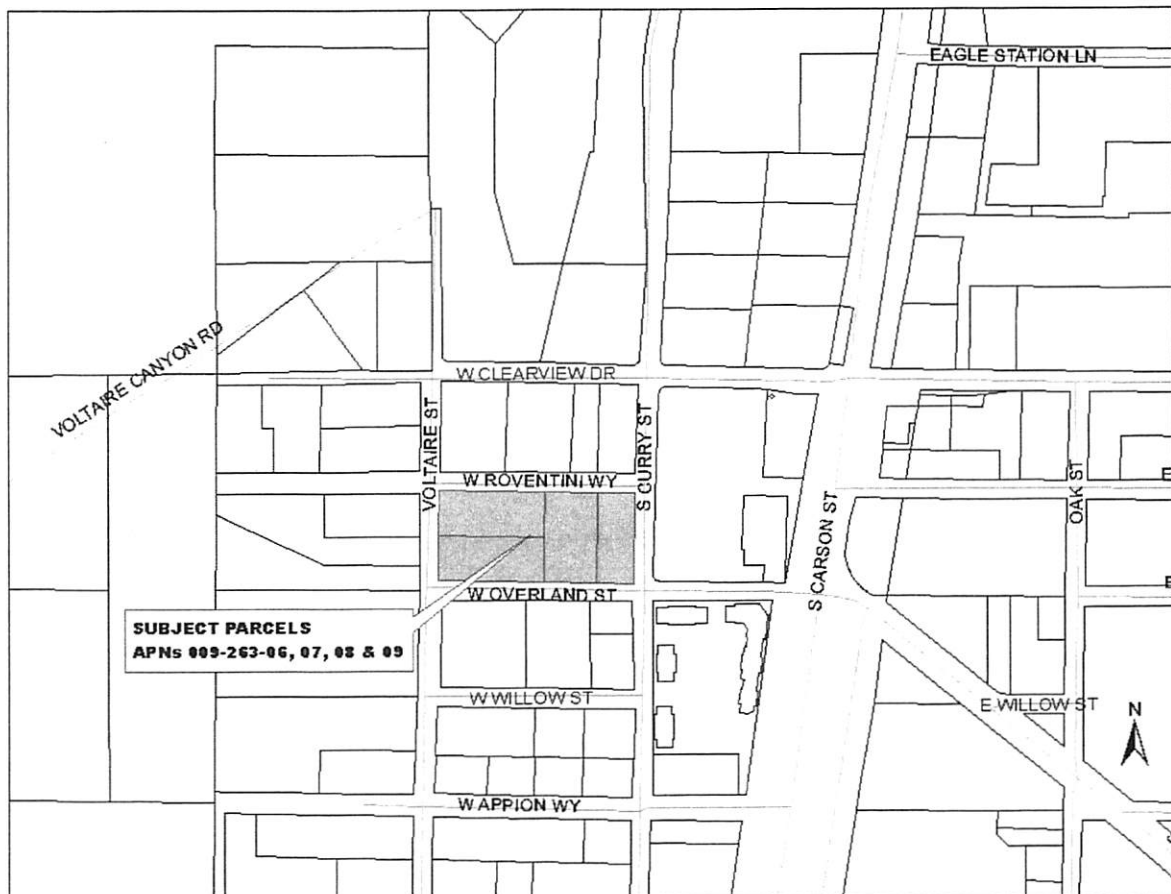 EAGLE STATION LN
VOLTAIRE CANYON RD
W CLEARVIEW DR
VOLTAIRE ST
S CURRY ST
W ROVENTINI WY
OAK ST
E
S CARSON ST
W OVERLAND ST
E
SUBJECT PARCELS
APNs 009-263-06, 07, 08 & 09
W WILLOW ST
E WILLOW ST
N
W APPION WY